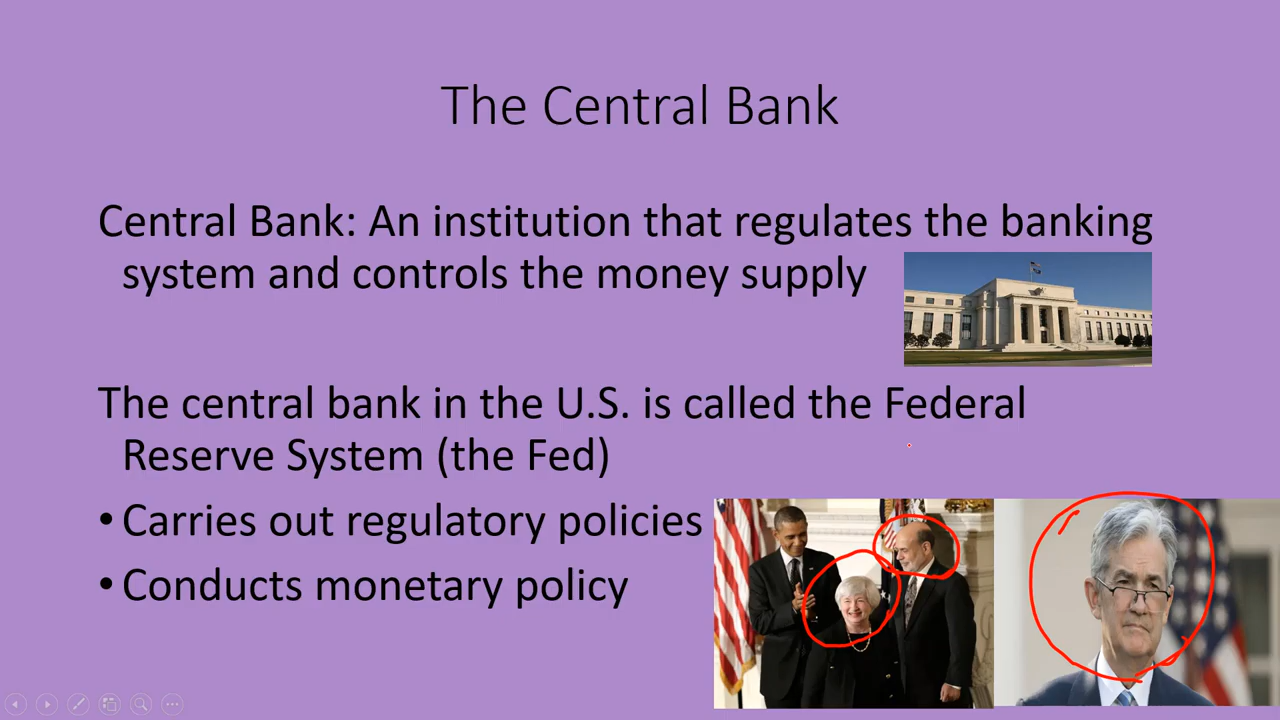 The Central Bank
Central Bank: An institution that regulates the banking
system and controls the money supply
The central bank in the U.S. is called the Federal
Reserve System (the Fed)
• Carries out regulatory policies
• Conducts monetary policy